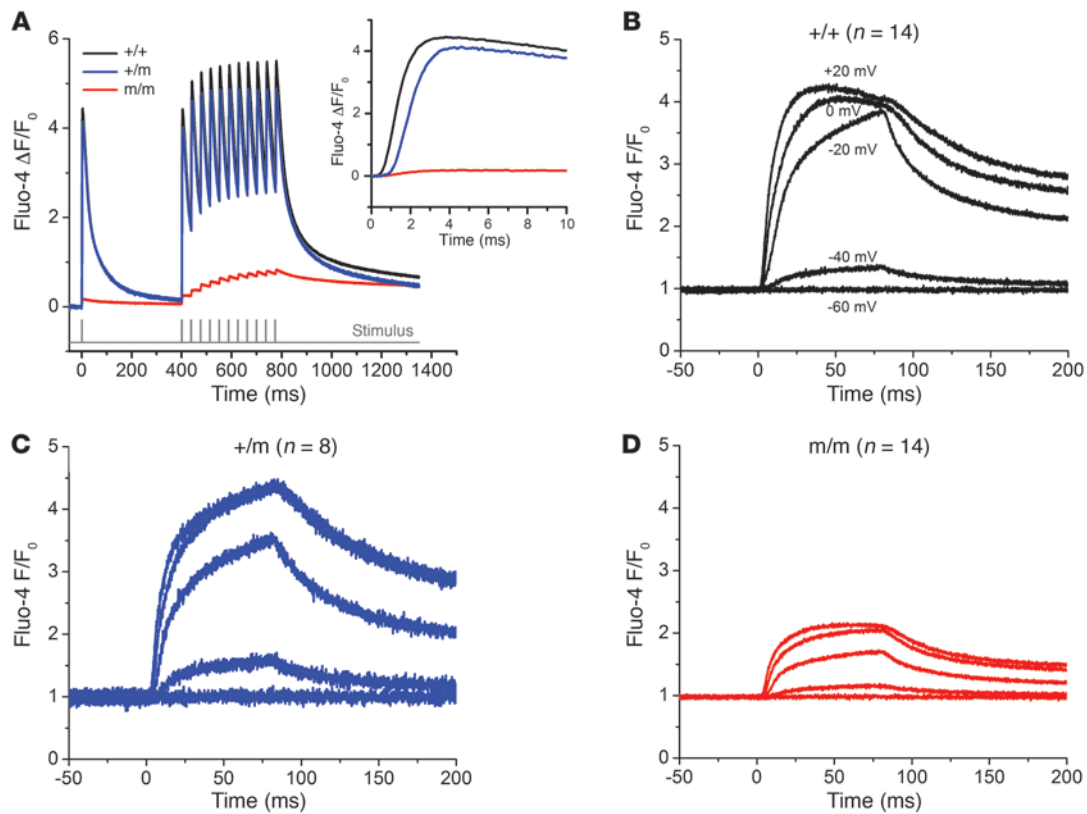 A
+/+
+/m
m/m
Fluo-4 ΔF/F0
6
4
2
0
Stimulus
0 200 400 600 800 1000 1200 1400
Time (ms)
Fluo-4 ΔF/F0
4
2
0
0 2 4 6 8 10
Time (ms)
B
+/+ (n = 14)
Fluo-4 F/F0
5
4
3
2
1
0
+20 mV
0 mV
-20 mV
-40 mV
-60 mV
-50 0 50 100 150 200
Time (ms)
C
+/m (n = 8)
Fluo-4 F/F0
5
4
3
2
1
0
-50 0 50 100 150 200
Time (ms)
D
m/m (n = 14)
Fluo-4 F/F0
5
4
3
2
1
0
-50 0 50 100 150 200
Time (ms)